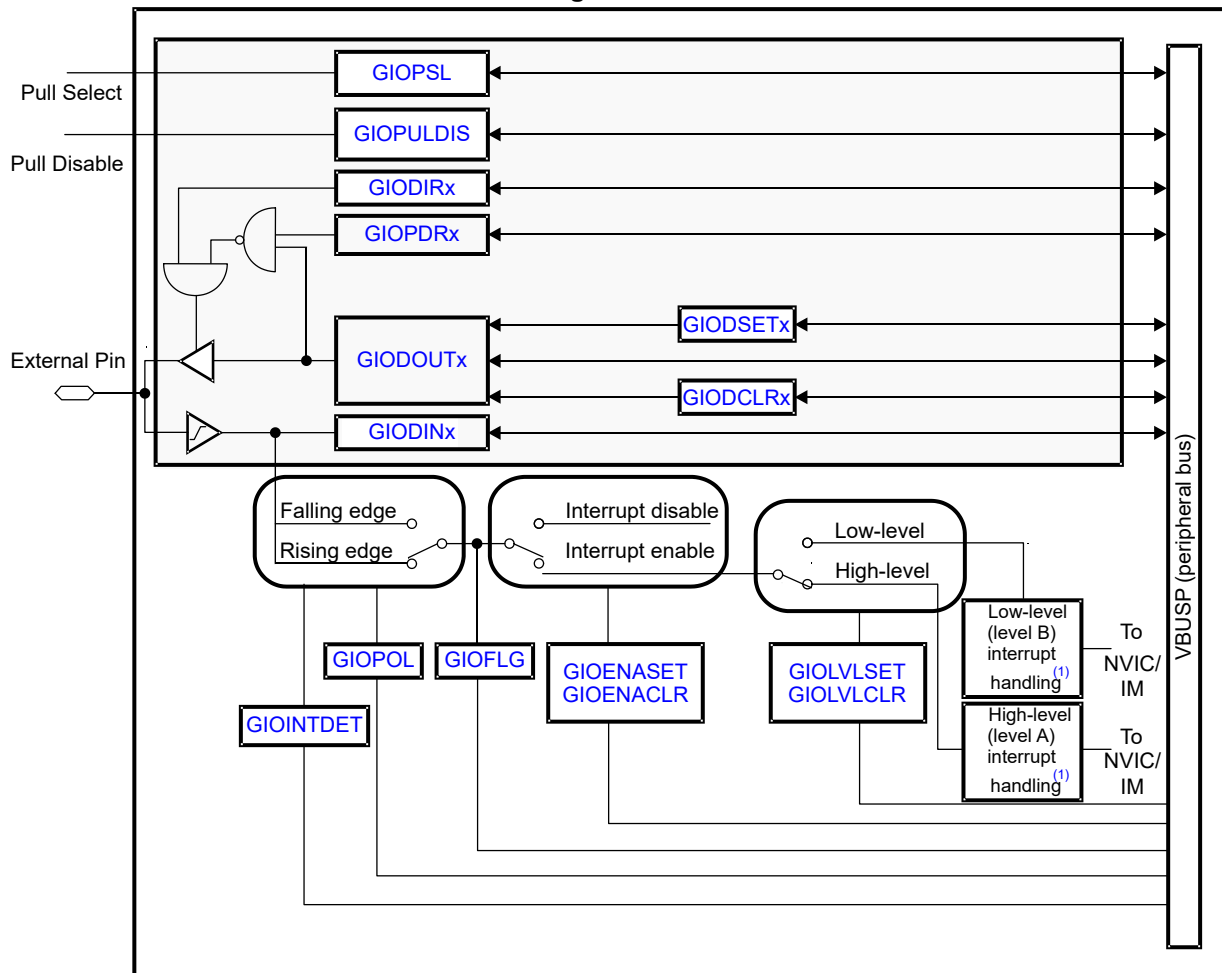 GIOPSL
Pull Select
GIOPULDIS
Pull Disable
GIODIRx
GIOPDRx
GIODSETx
External Pin
GIODOUTx
GIODCLRx
GIODINx
VBUSP (peripheral bus)
Falling edge
Rising edge
Interrupt disable
Interrupt enable
Low-level
High-level
GIOPOL
GIOFLG
GIOINTDET
GIOENASET
GIOENACLR
GIOLVLSET
GIOLVLCLR
Low-level
(level B)
interrupt
handling(1)
To
NVIC/
IM
High-level
(level A)
interrupt
handling(1)
To
NVIC/
IM